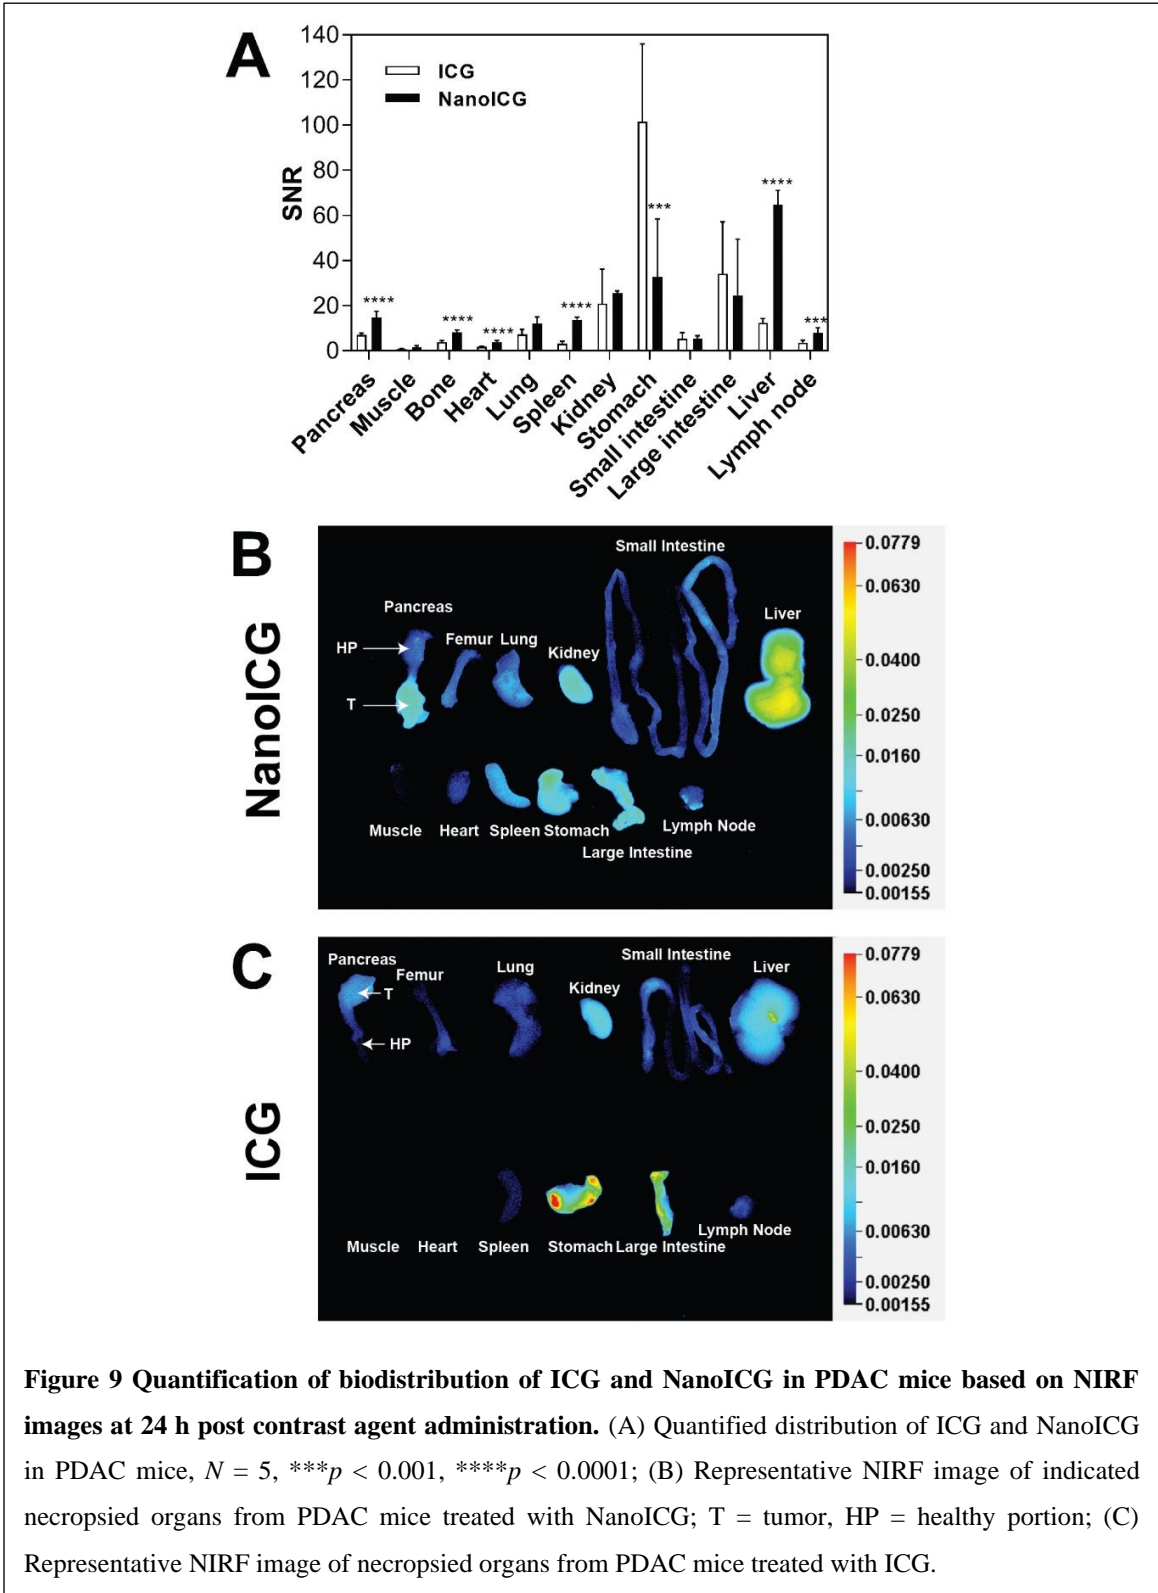 A
140
120
100
80
60
40
20
0
SNR
ICG
NanoICG
****
****
****
****
***
****
***
Pancreas
Muscle
Bone
Heart
Lung
Spleen
Kidney
Stomach
Small intestine
Large intestine
Liver
Lymph node
B
NanoICG
Small Intestine
Pancreas
Liver
HP
Femur
Lung
Kidney
T
Muscle
Heart
Spleen
Stomach
Lymph Node
Large Intestine
0.0779
0.0630
0.0400
0.0250
0.0160
0.00630
0.00250
0.00155
C
ICG
Pancreas
Femur
Lung
Small Intestine
Liver
Kidney
T
HP
Lymph Node
Muscle
Heart
Spleen
Stomach
Large Intestine
0.0779
0.0630
0.0400
0.0250
0.0160
0.00630
0.00250
0.00155
Figure 9 Quantification of biodistribution of ICG and NanoICG in PDAC mice based on NIRF
images at 24 h post contrast agent administration. (A) Quantified distribution of ICG and NanoICG
in PDAC mice, N = 5, ***p < 0.001, ****p < 0.0001; (B) Representative NIRF image of indicated
necropsied organs from PDAC mice treated with NanoICG; T = tumor, HP = healthy portion; (C)
Representative NIRF image of necropsied organs from PDAC mice treated with ICG.